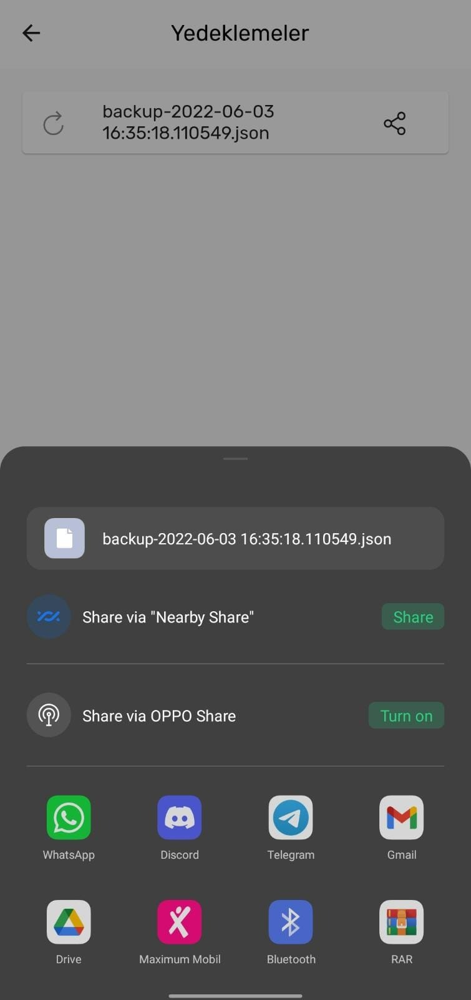 Yedeklemeler
backup-2022-06-03
16:35:18.110549.json
backup-2022-06-03 16:35:18.110549.json
Share via "Nearby Share"
Share
Share via OPPO Share
Turn on
WhatsApp
Discord
Telegram
Gmail
Drive
Maximum Mobil
Bluetooth
RAR